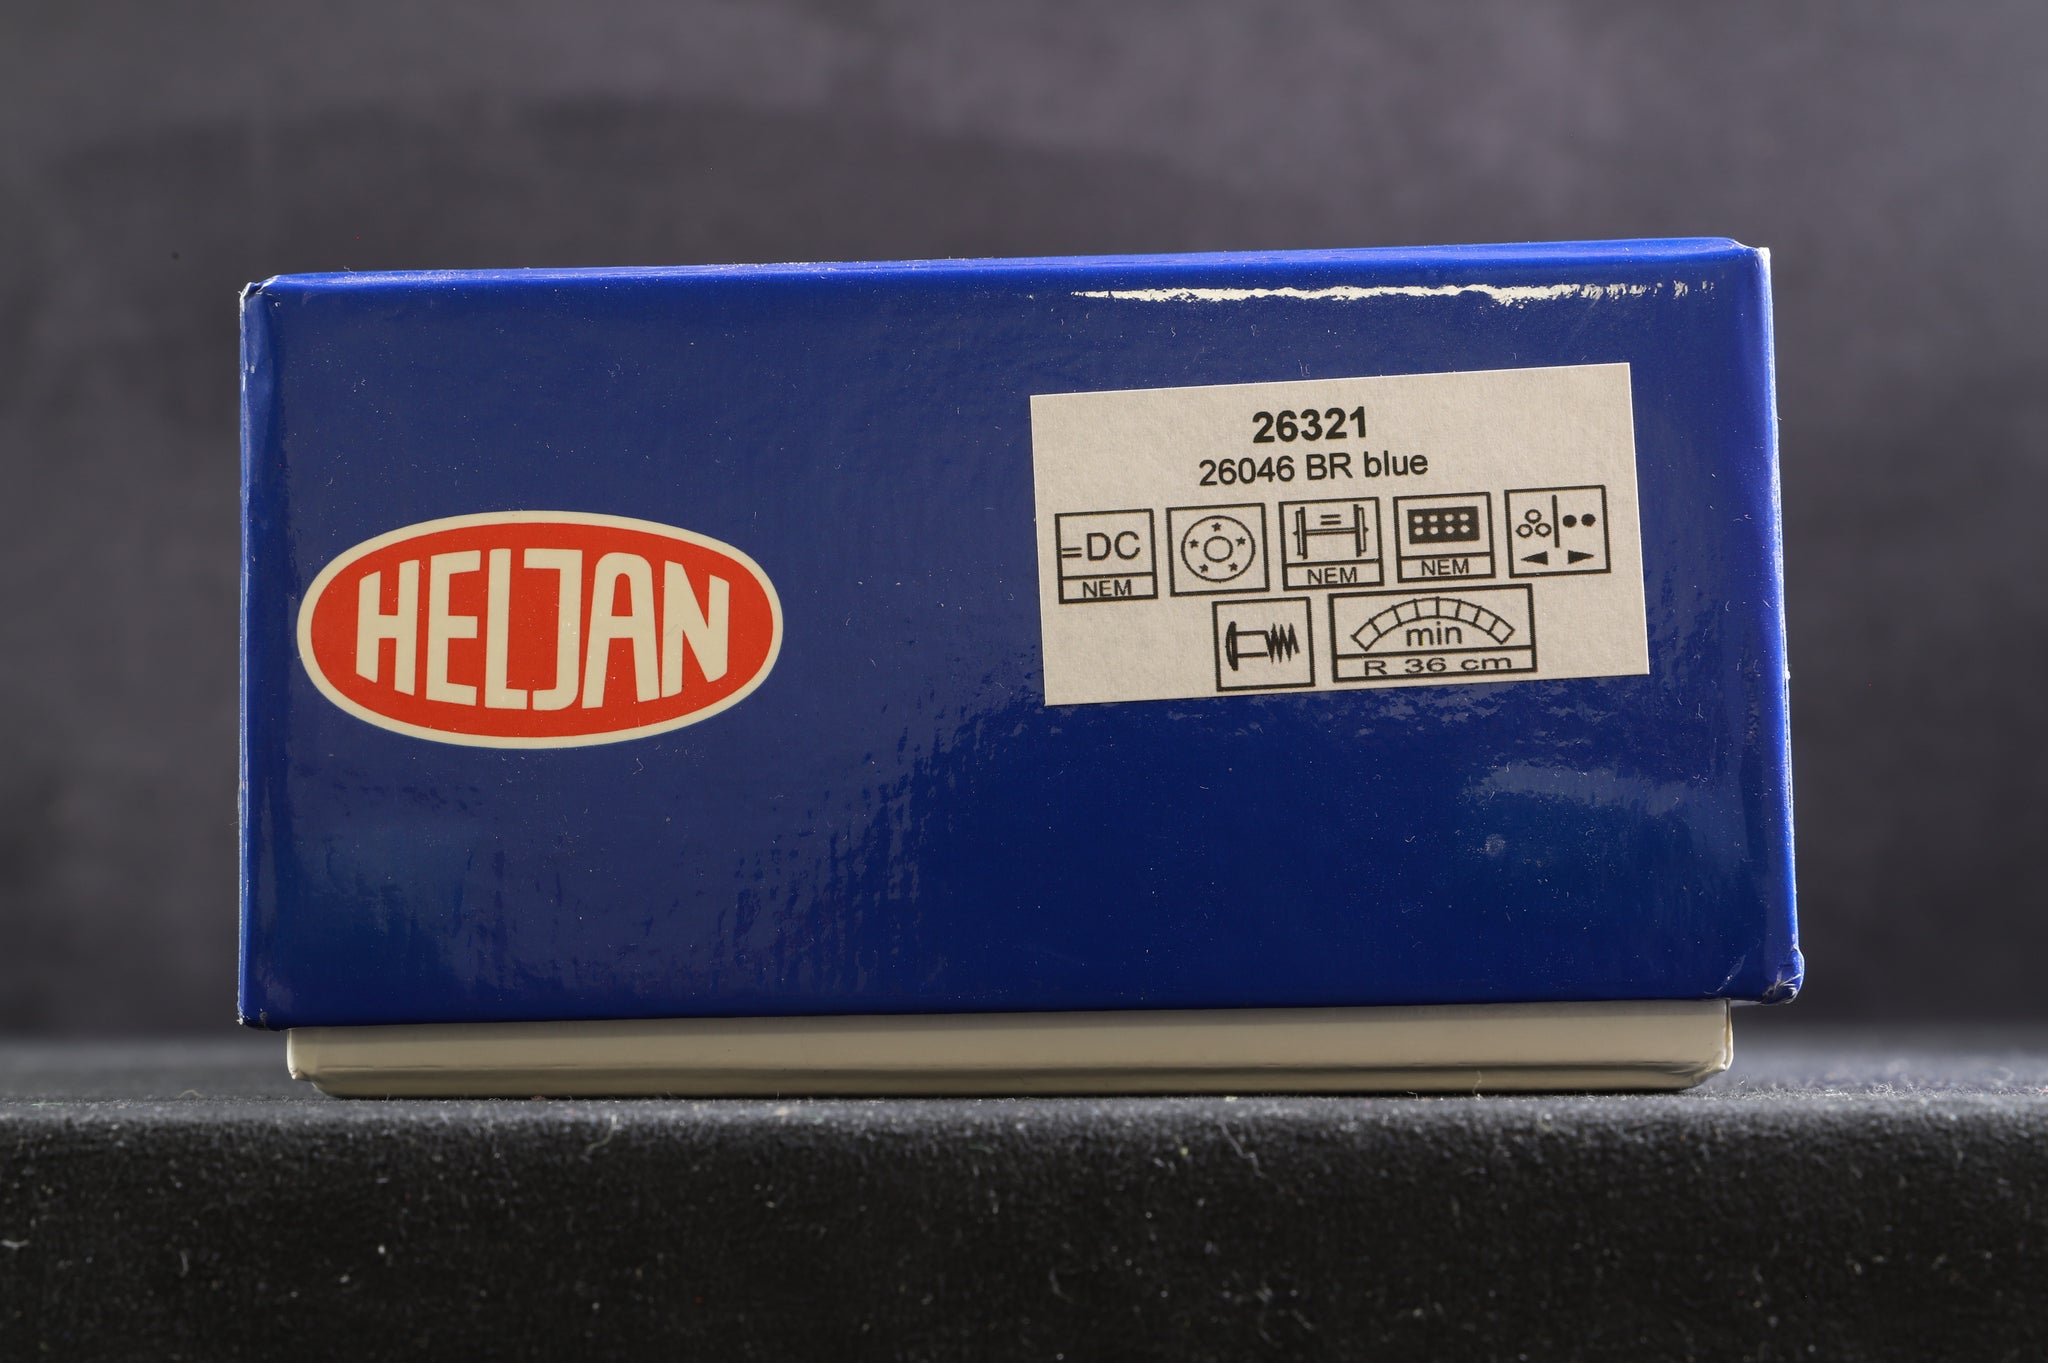 HELJAN
26321
26046 BR blue
=DC
NEM
NEM
NEM
min
R 36 cm